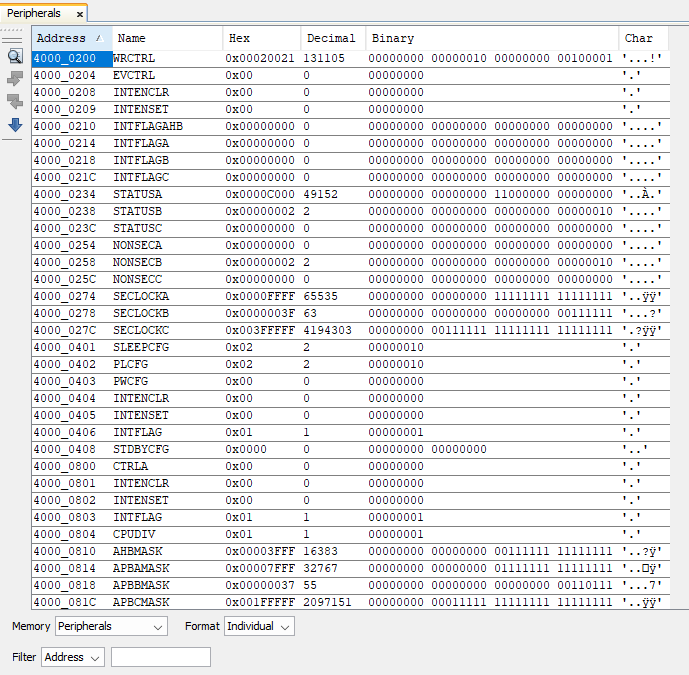 Peripherals x
Address Name Hex Decimal Binary Char
4000_0200 WRCTRL 0x00020021 131105 00000000 00000010 00000000 00100001 '...!'
4000_0204 EVCTRL 0x00 0 00000000 '.'
4000_0208 INTENCLR 0x00 0 00000000 '.'
4000_0209 INTENSET 0x00 0 00000000 '.'
4000_0210 INTFLAGAHB 0x00000000 0 00000000 00000000 00000000 00000000 '....'
4000_0214 INTFLAGA 0x00000000 0 00000000 00000000 00000000 00000000 '....'
4000_0218 INTFLAGB 0x00000000 0 00000000 00000000 00000000 00000000 '....'
4000_021C INTFLAGC 0x00000000 0 00000000 00000000 00000000 00000000 '....'
4000_0234 STATUSA 0x0000C000 49152 00000000 00000000 11000000 00000000 '..À.'
4000_0238 STATUSB 0x00000002 2 00000000 00000000 00000000 00000010 '....'
4000_023C STATUSC 0x00000000 0 00000000 00000000 00000000 00000000 '....'
4000_0254 NONSECA 0x00000000 0 00000000 00000000 00000000 00000000 '....'
4000_0258 NONSECB 0x00000002 2 00000000 00000000 00000000 00000010 '....'
4000_025C NONSECC 0x00000000 0 00000000 00000000 00000000 00000000 '....'
4000_0274 SECLOCKA 0x0000FFFF 65535 00000000 00000000 11111111 11111111 '..ÿÿ'
4000_0278 SECLOCKB 0x0000003F 63 00000000 00000000 00000000 00111111 '...?'
4000_027C SECLOCKC 0x003FFFFF 4194303 00000000 00111111 11111111 11111111 '.?ÿÿ'
4000_0401 SLEEPCFG 0x02 2 00000010 '.'
4000_0402 PLCFG 0x02 2 00000010 '.'
4000_0403 PWCFG 0x00 0 00000000 '.'
4000_0404 INTENCLR 0x00 0 00000000 '.'
4000_0405 INTENSET 0x00 0 00000000 '.'
4000_0406 INTFLAG 0x01 1 00000001 '.'
4000_0408 STDBYCFG 0x0000 0 00000000 00000000 '..'
4000_0800 CTRLA 0x00 0 00000000 '.'
4000_0801 INTENCLR 0x00 0 00000000 '.'
4000_0802 INTENSET 0x00 0 00000000 '.'
4000_0803 INTFLAG 0x01 1 00000001 '.'
4000_0804 CPUDIV 0x01 1 00000001 '.'
4000_0810 AHBMASK 0x00003FFF 16383 00000000 00000000 00111111 11111111 '..?ÿ'
4000_0814 APBAMASK 0x00007FFF 32767 00000000 00000000 01111111 11111111 '..□ÿ'
4000_0818 APBBMASK 0x00000037 55 00000000 00000000 00000000 00110111 '...7'
4000_081C APBCMASK 0x001FFFFF 2097151 00000000 00011111 11111111 11111111 '..ÿÿ'
Memory Peripherals Format Individual
Filter Address